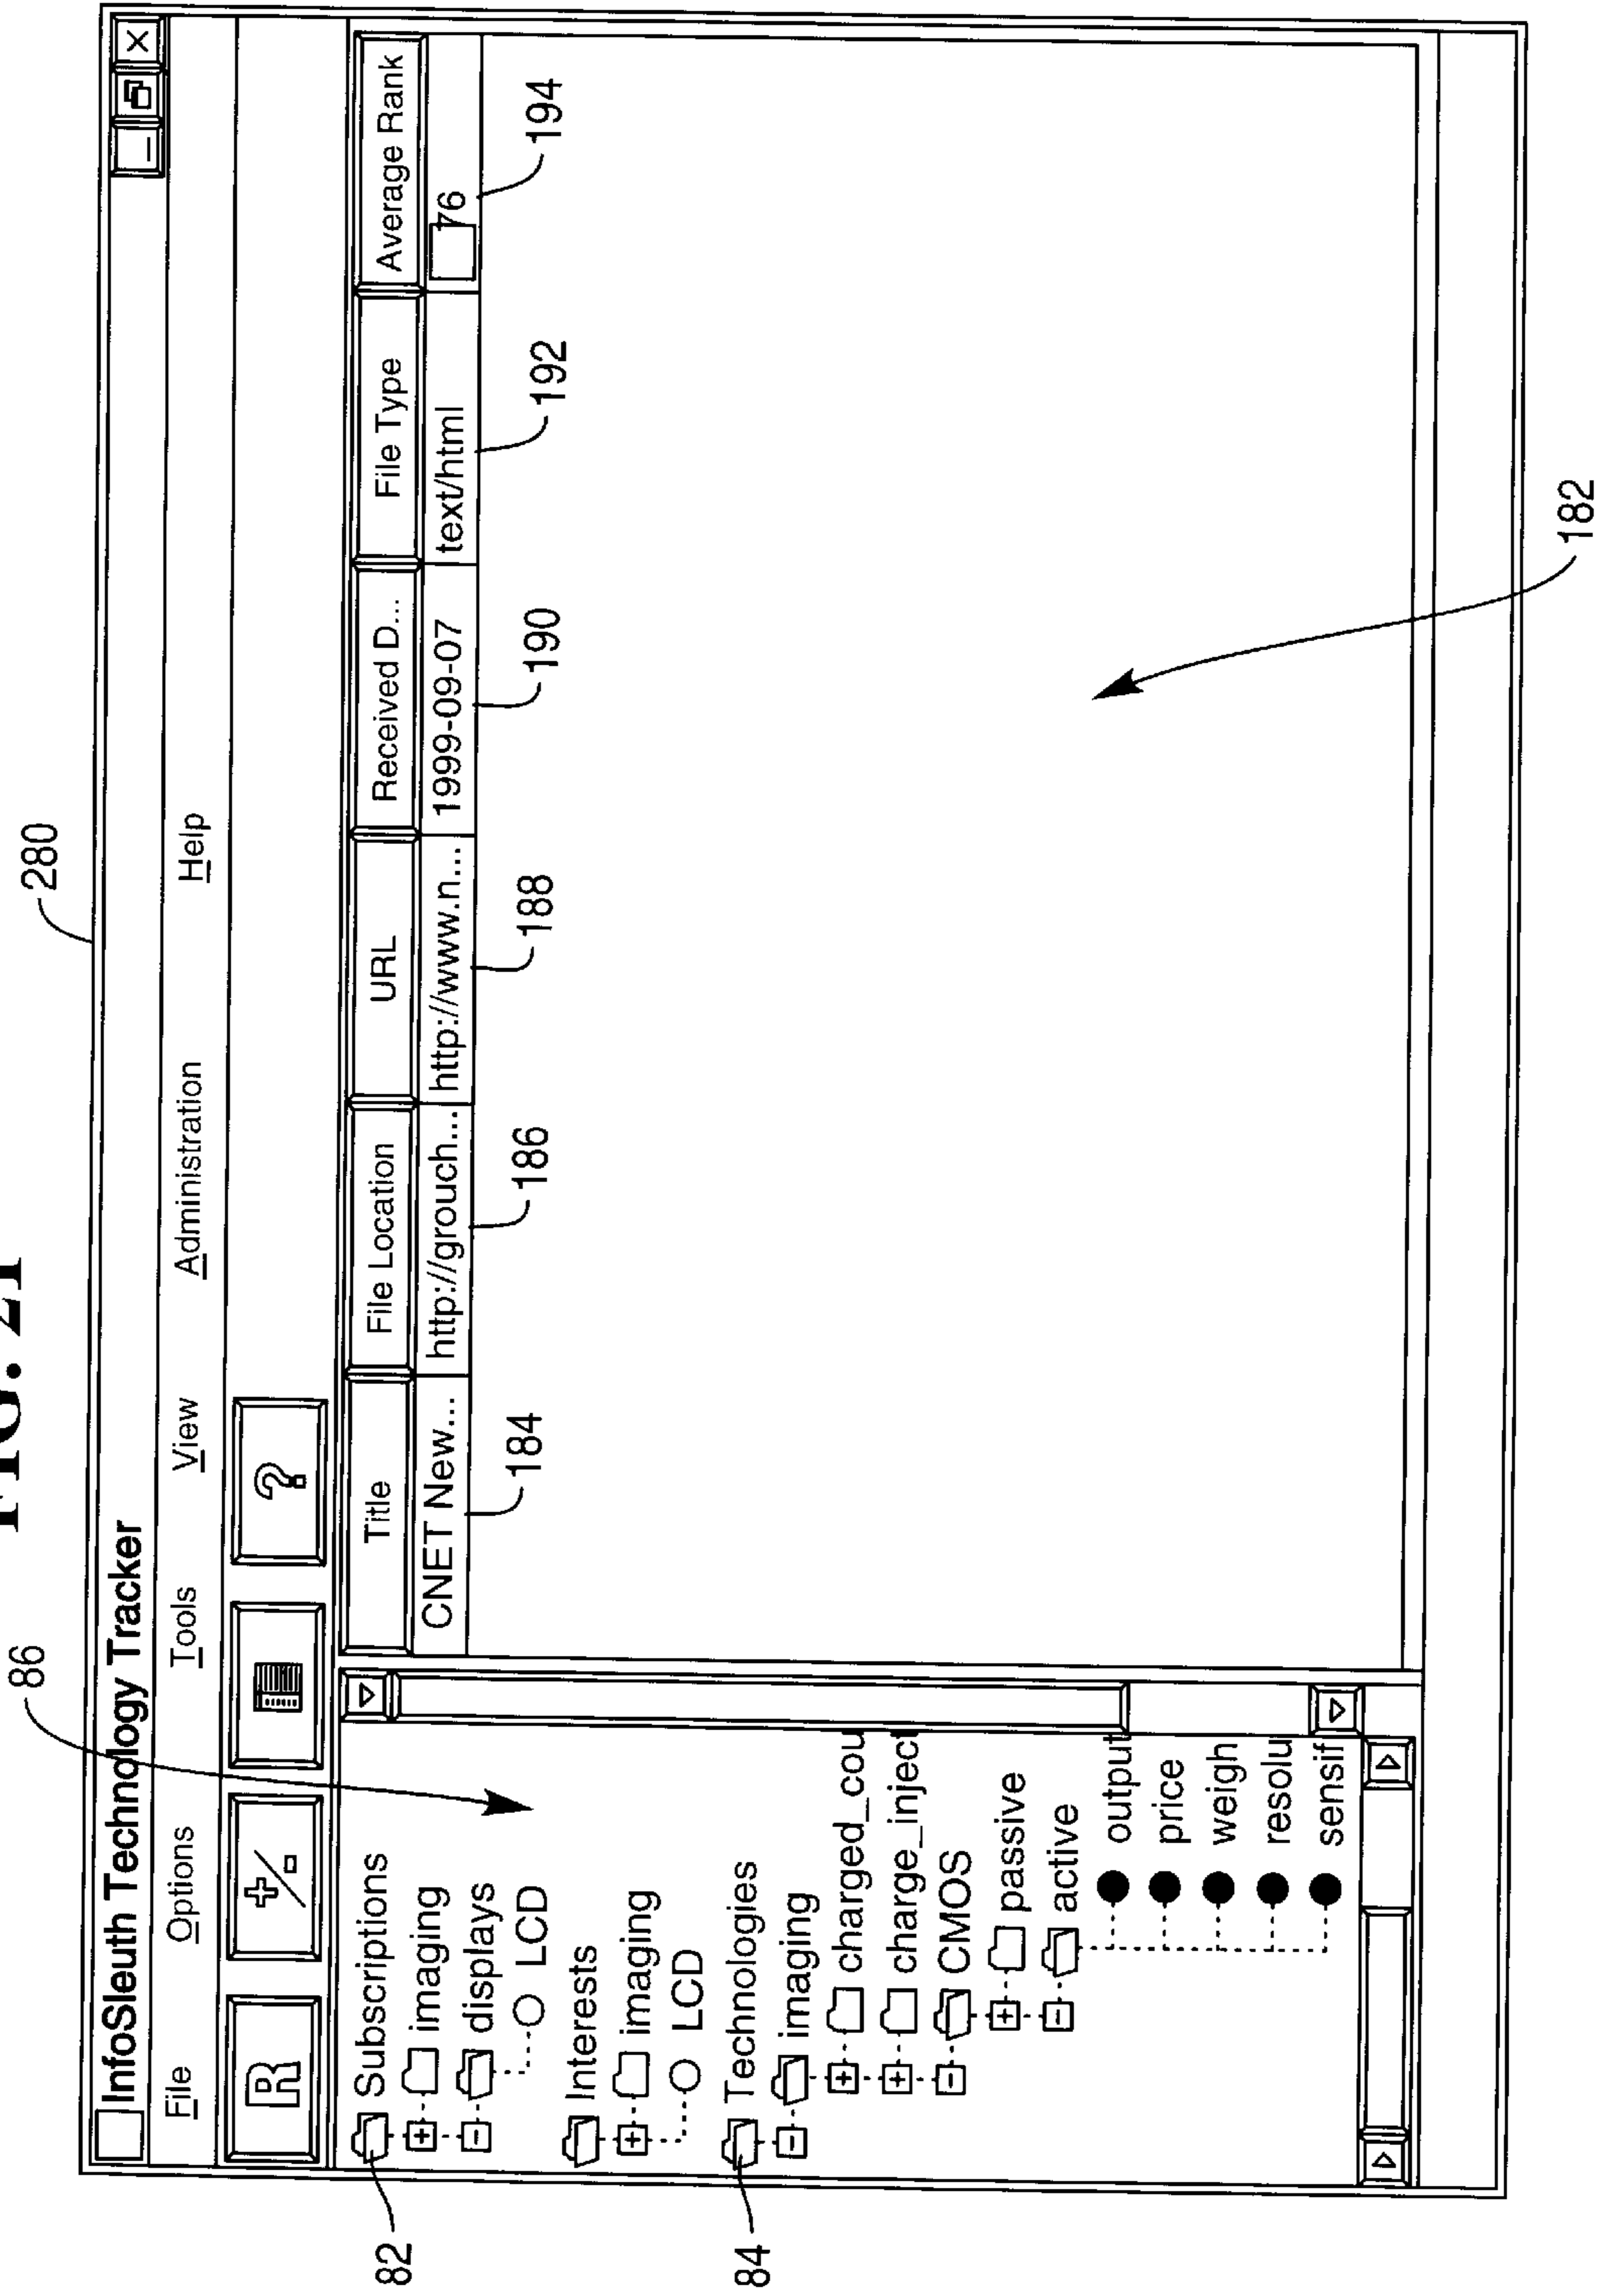 FIG. 21
280
86
InfoSleuth Technology Tracker
File Options Tools View Administration Help
R +/- ?
Title File Location URL Received D... File Type Average Rank
CNET New... http://grouch... http://www.n... 1999-09-07 text/html 76
184 186 188 190 192 194
82
Subscriptions
imaging
displays
LCD
Interests
imaging
LCD
84
Technologies
imaging
charged_cou
charge_inject
CMOS
passive
active
output
price
weigh
resolu
sensif
182